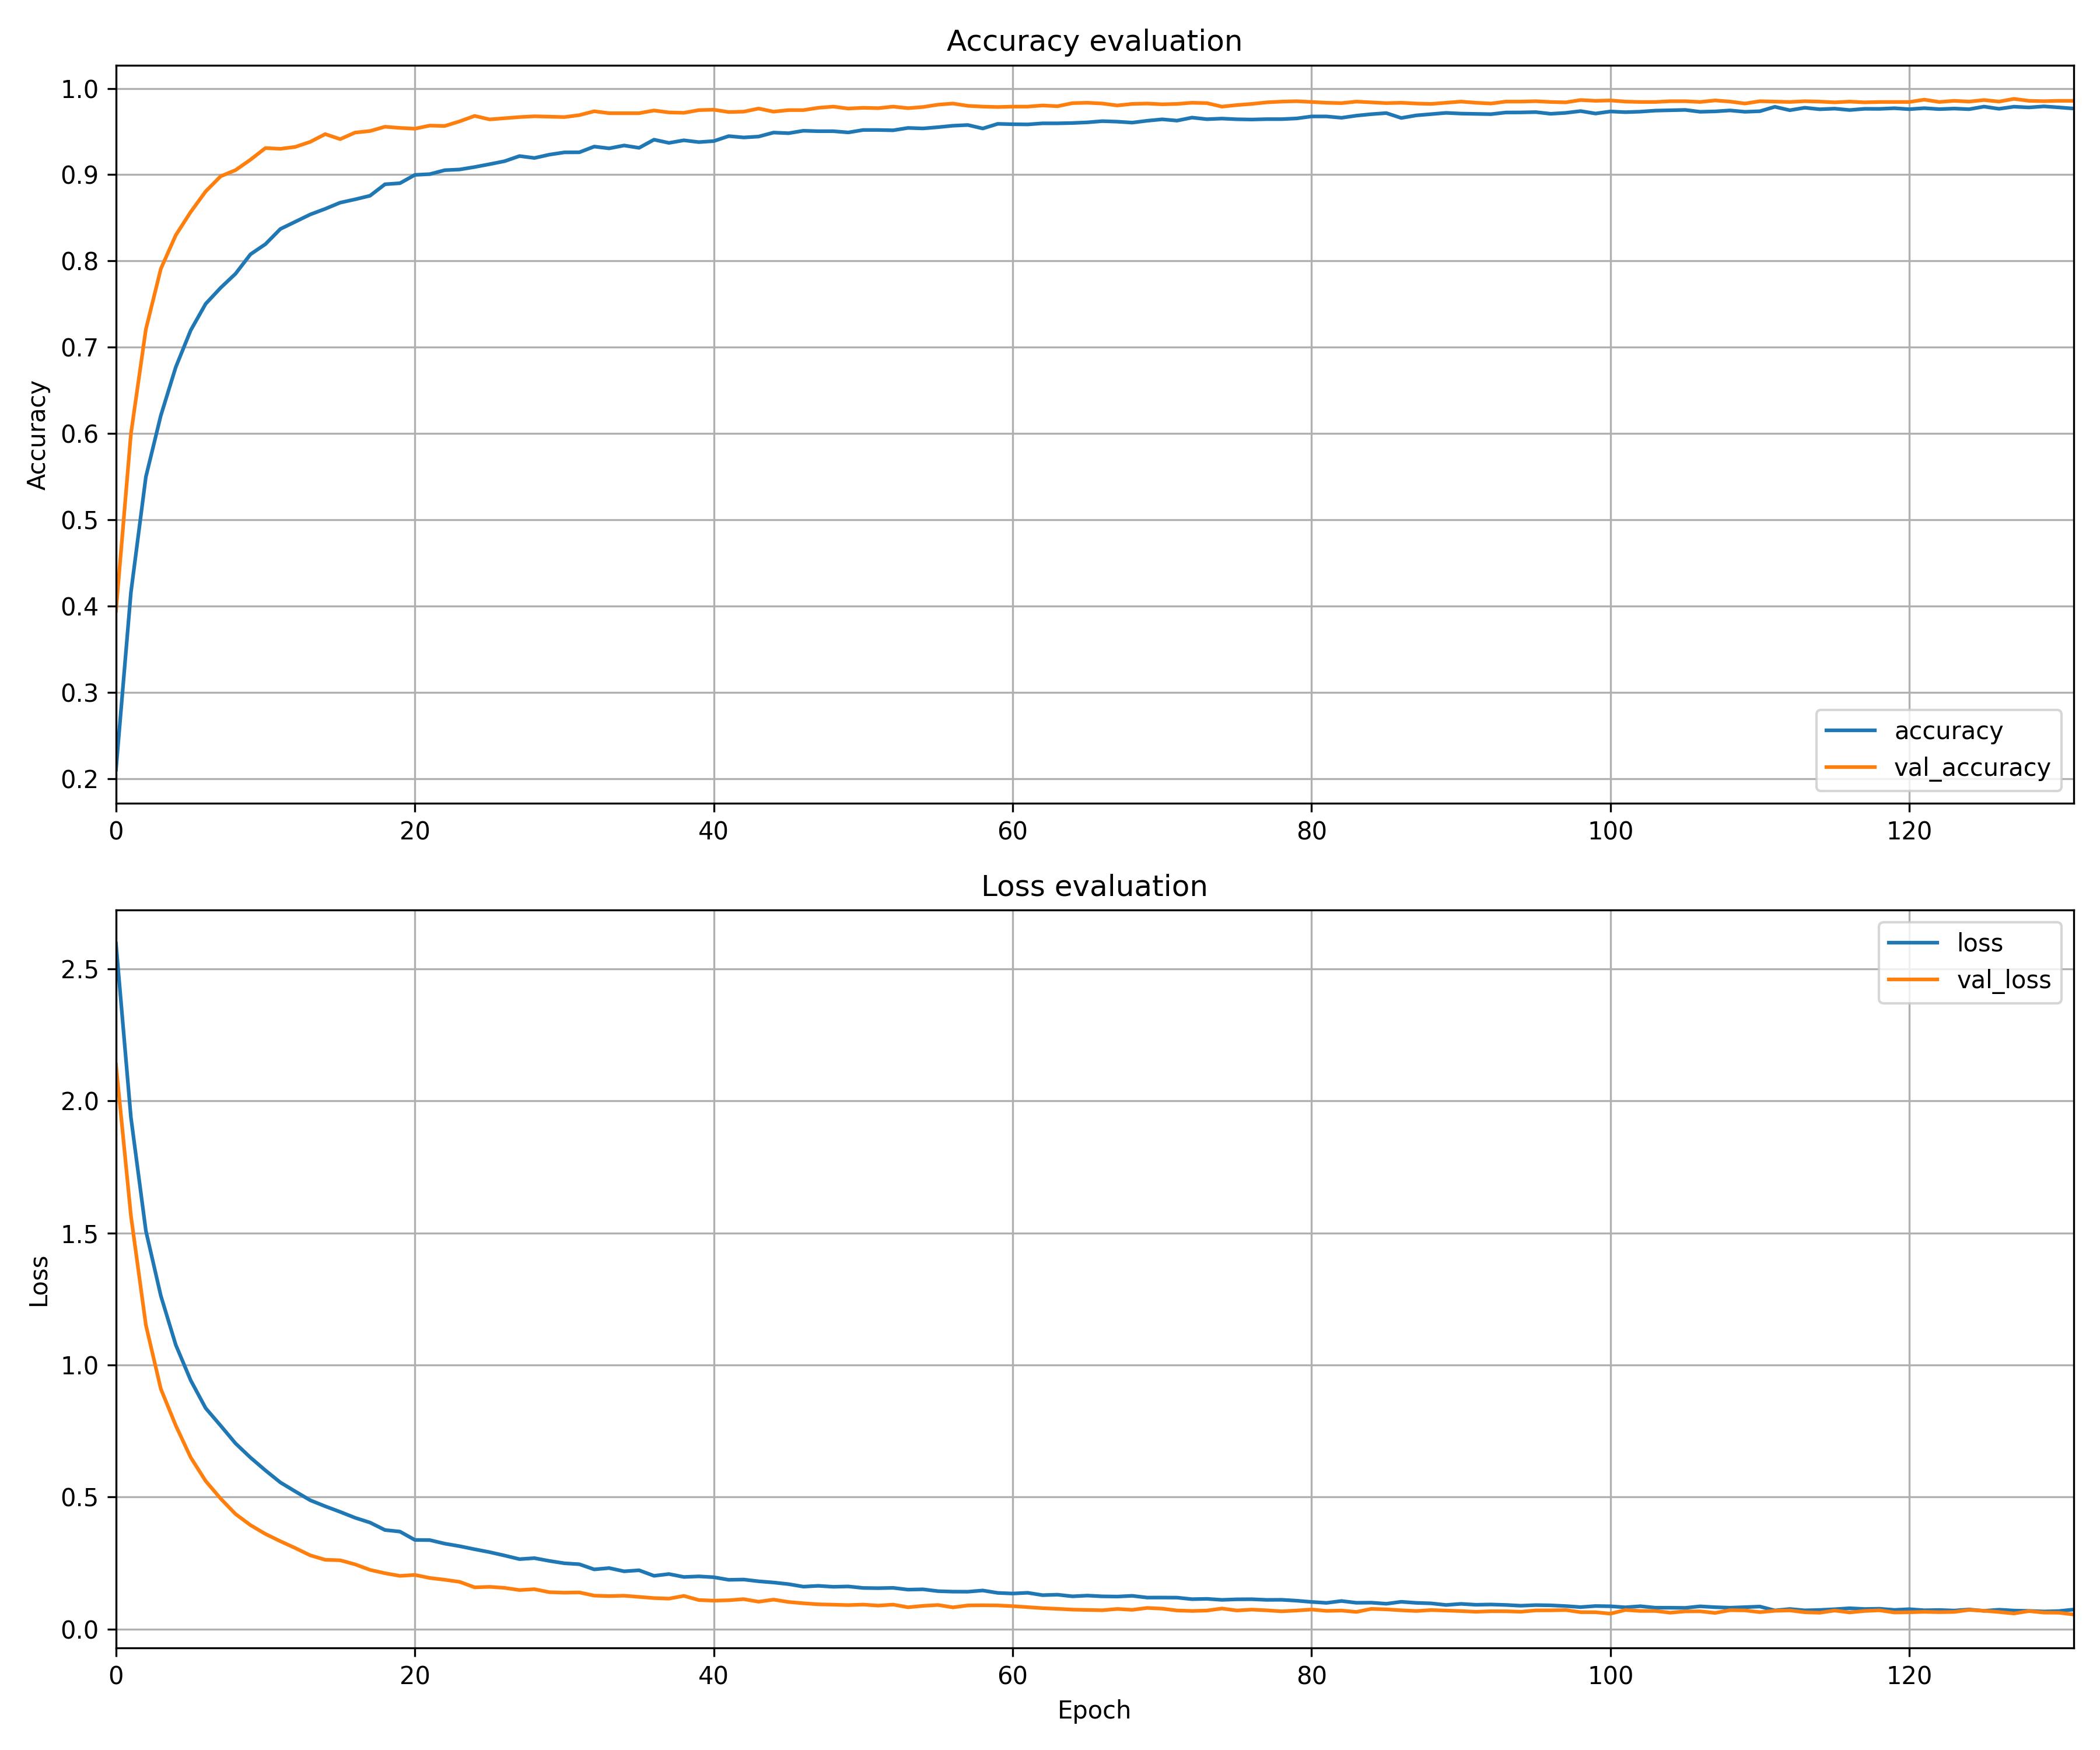 Accuracy evaluation
1.0
0.9
0.8
0.7
0.6
0.5
0.4
0.3
0.2
Accuracy
accuracy
val_accuracy
0 20 40 60 80 100 120
Loss evaluation
2.5
2.0
1.5
1.0
0.5
0.0
Loss
loss
val_loss
0 20 40 60 80 100 120
Epoch